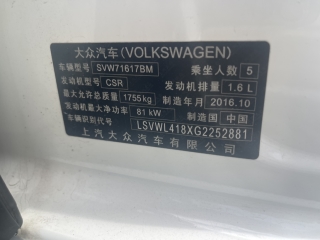 大众汽车(VOLKSWAGEN)
车辆型号 SVW71617BM 乘坐人数 5
发动机型号 CSR 发动机排量 1.6 L
最大允许总质量 1755kg 制造年月 2016.10
发动机最大净功率 81 kW 制造国 中国
车辆识别代号 LSVWL418XG2252881
上汽大众汽车有限公司